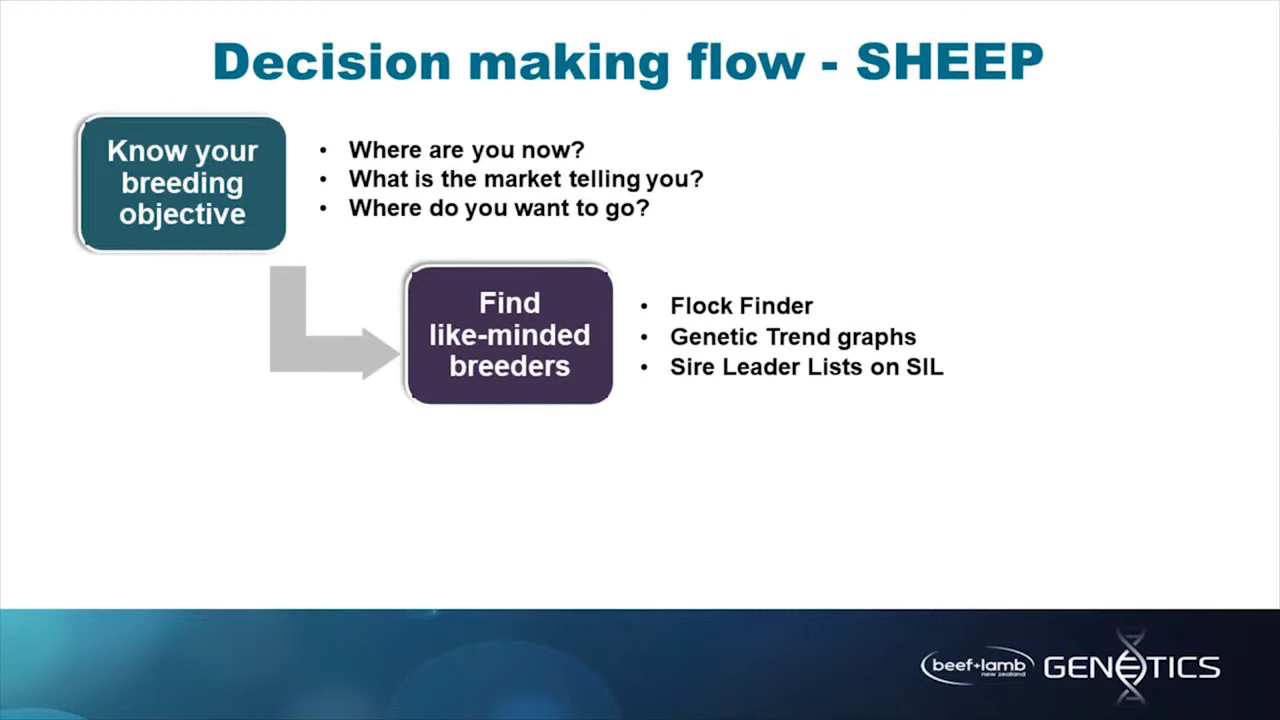 Decision making flow - SHEEP
Know your
breeding
objective
• Where are you now?
• What is the market telling you?
• Where do you want to go?
Find
like-minded
breeders
• Flock Finder
• Genetic Trend graphs
• Sire Leader Lists on SIL
beef+lamb
new zealand
GENETICS